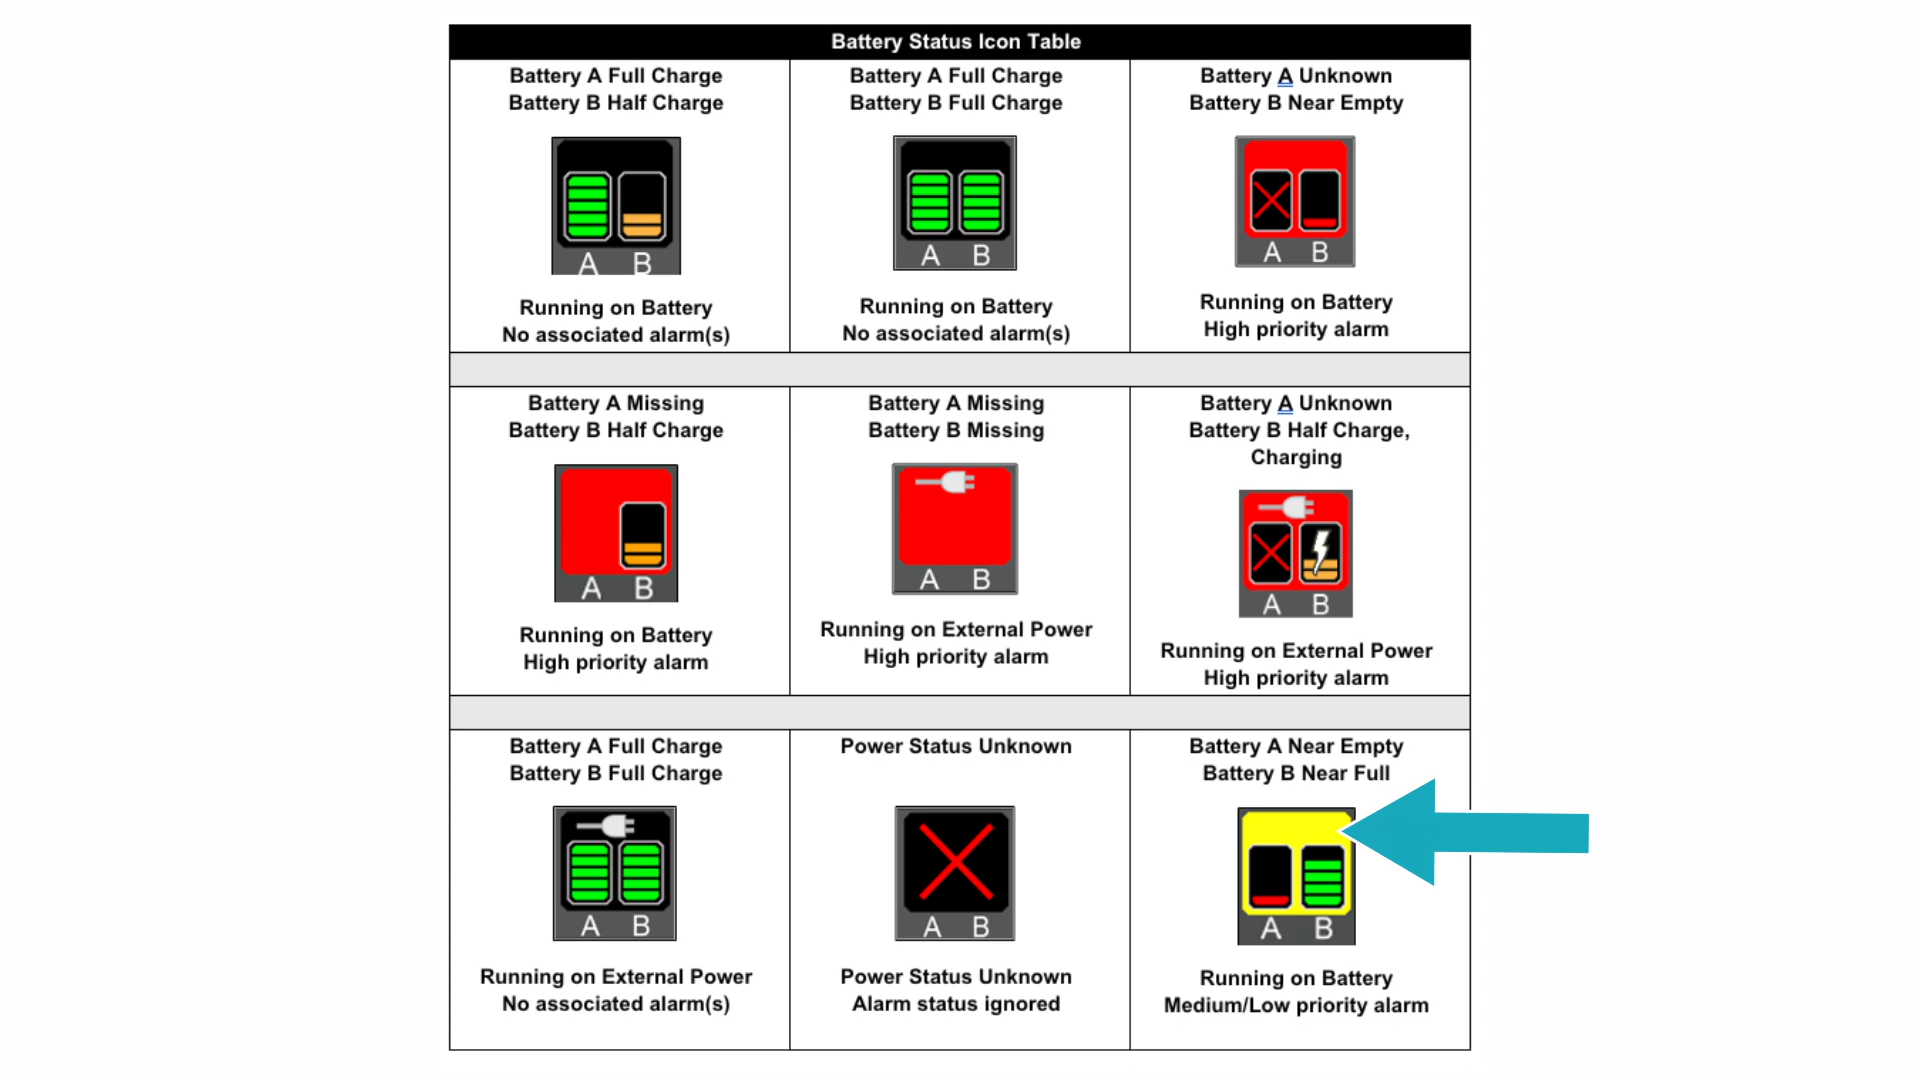 Battery Status Icon Table
Battery A Full Charge
Battery B Half Charge
A B
Running on Battery
No associated alarm(s)
Battery A Full Charge
Battery B Full Charge
A B
Running on Battery
No associated alarm(s)
Battery A Unknown
Battery B Near Empty
A B
Running on Battery
High priority alarm
Battery A Missing
Battery B Half Charge
A B
Running on Battery
High priority alarm
Battery A Missing
Battery B Missing
A B
Running on External Power
High priority alarm
Battery A Unknown
Battery B Half Charge,
Charging
A B
Running on External Power
High priority alarm
Battery A Full Charge
Battery B Full Charge
A B
Running on External Power
No associated alarm(s)
Power Status Unknown
A B
Power Status Unknown
Alarm status ignored
Battery A Near Empty
Battery B Near Full
A B
Running on Battery
Medium/Low priority alarm